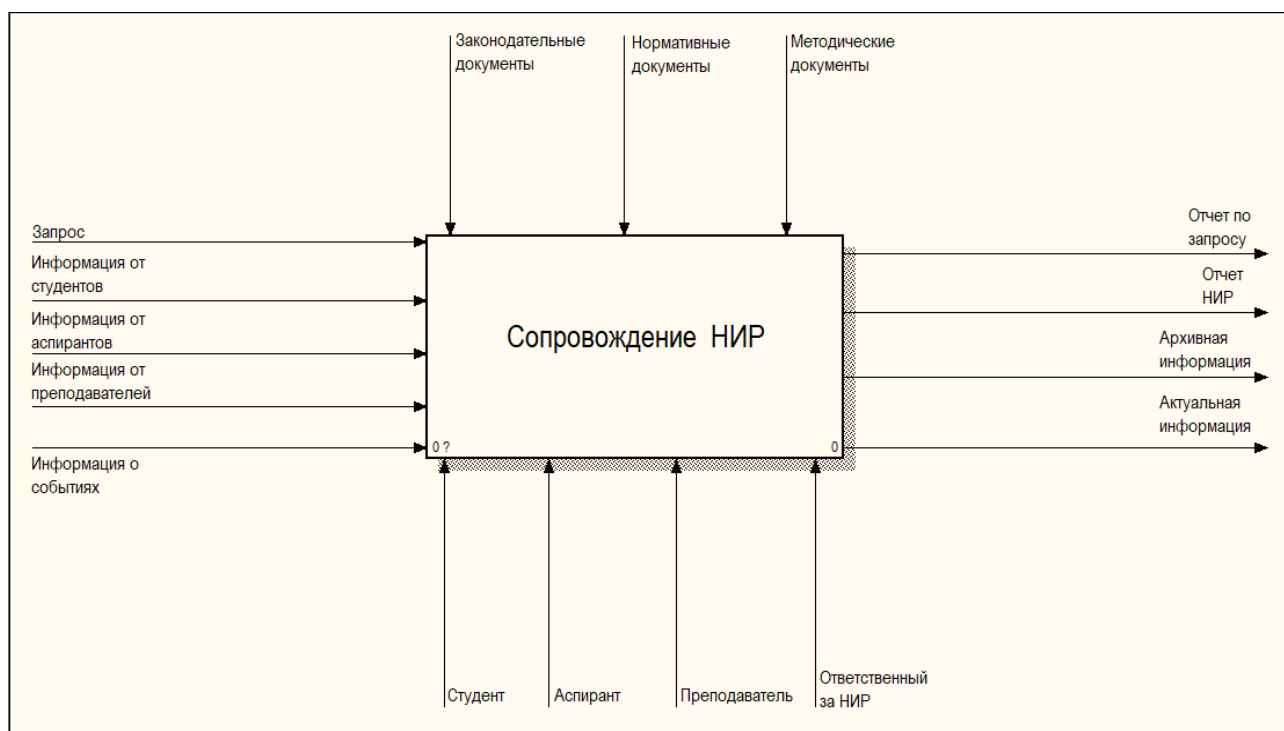 Законодательные
документы
Нормативные
документы
Методические
документы
Запрос
Информация от
студентов
Информация от
аспирантов
Информация от
преподавателей
Информация о
событиях
Сопровождение НИР
0 ?
0
Отчет по
запросу
Отчет
НИР
Архивная
информация
Актуальная
информация
Студент
Аспирант
Преподаватель
Ответственный
за НИР